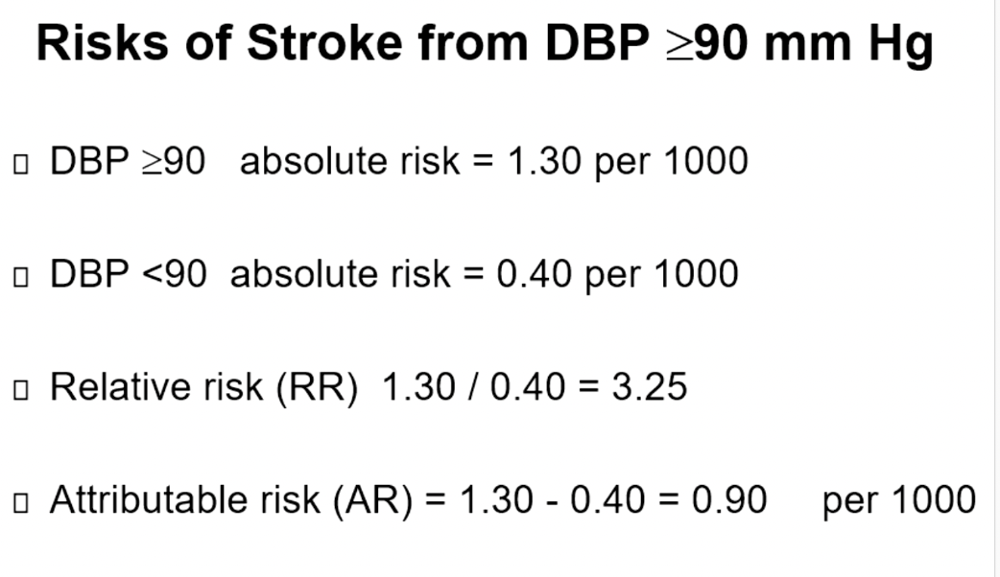 Risks of Stroke from DBP ≥90 mm Hg
▯ DBP ≥90 absolute risk = 1.30 per 1000
▯ DBP <90 absolute risk = 0.40 per 1000
▯ Relative risk (RR) 1.30 / 0.40 = 3.25
▯ Attributable risk (AR) = 1.30 - 0.40 = 0.90 per 1000